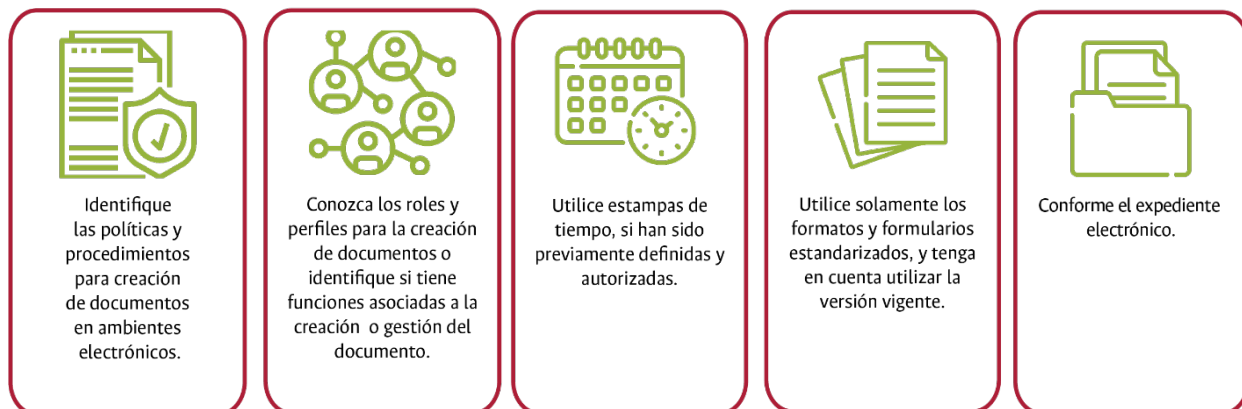 Identifique
las políticas y
procedimientos
para creación
de documentos
en ambientes
electrónicos.
Conozca los roles y
perfiles para la creación
de documentos o
identifique si tiene
funciones asociadas a la
creación o gestión del
documento.
Utilice estampas de
tiempo, si han sido
previamente definidas y
autorizadas.
Utilice solamente los
formatos y formularios
estandarizados, y tenga
en cuenta utilizar la
versión vigente.
Conforme el expediente
electrónico.